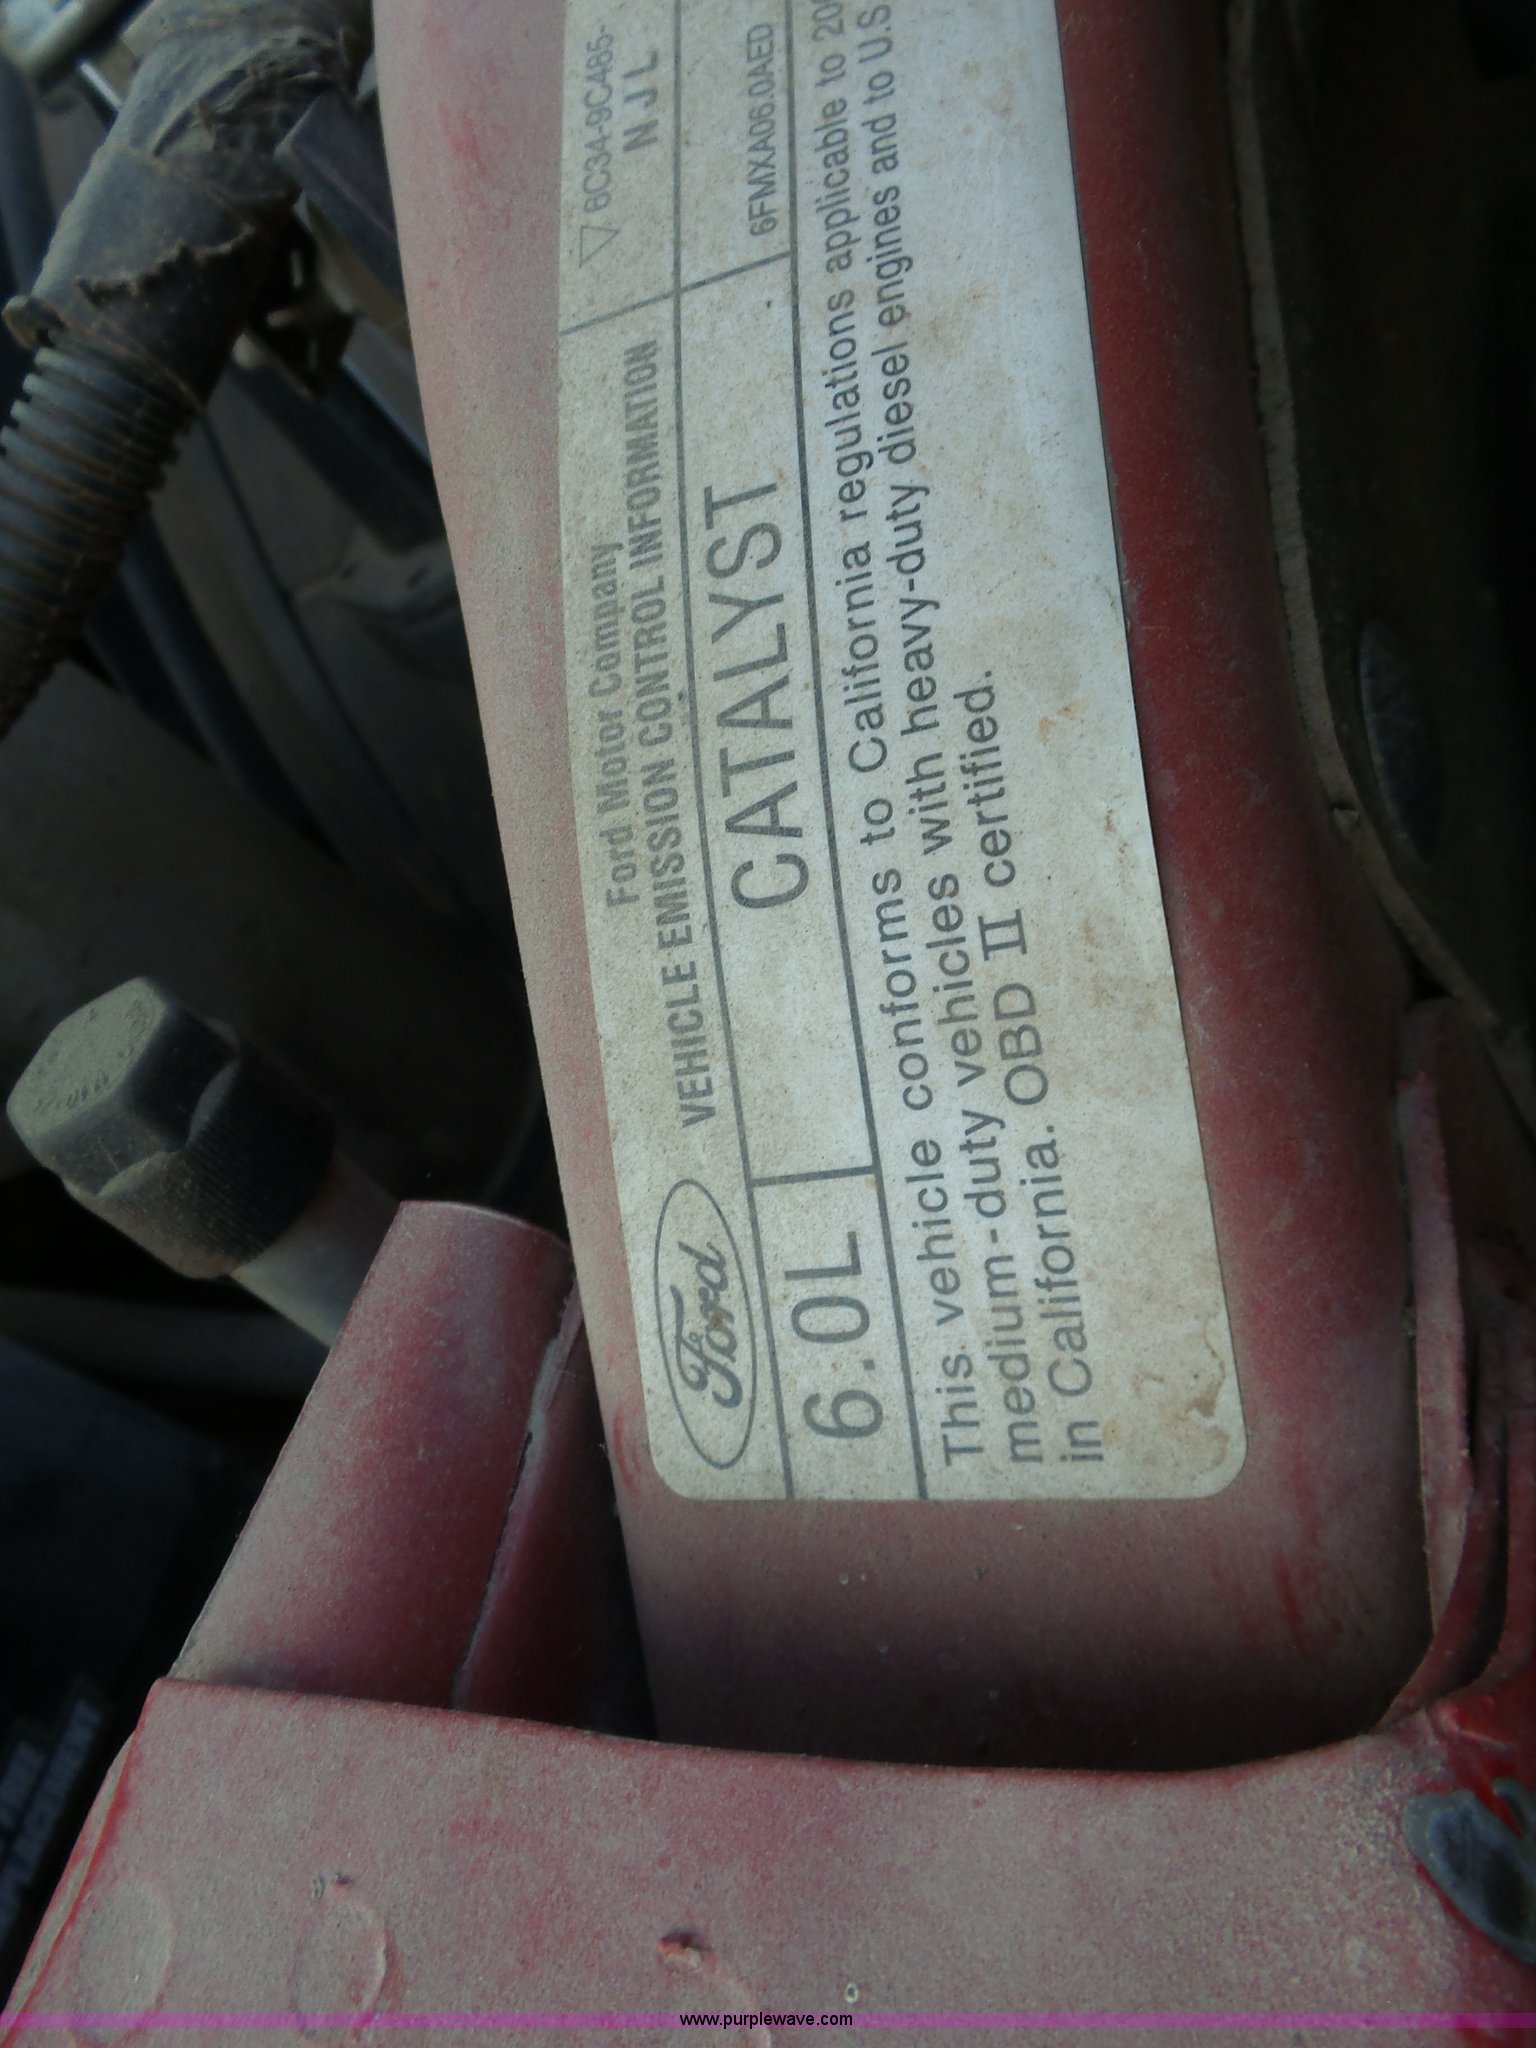 Ford
Ford Motor Company
VEHICLE EMISSION CONTROL INFORMATION
6C34-9C485-
NJL
6.0L
CATALYST
6FMXA06.0AED
This vehicle conforms to California regulations applicable to
medium-duty vehicles with heavy-duty diesel engines and to U.S
in California. OBD II certified.
www.purplewave.com